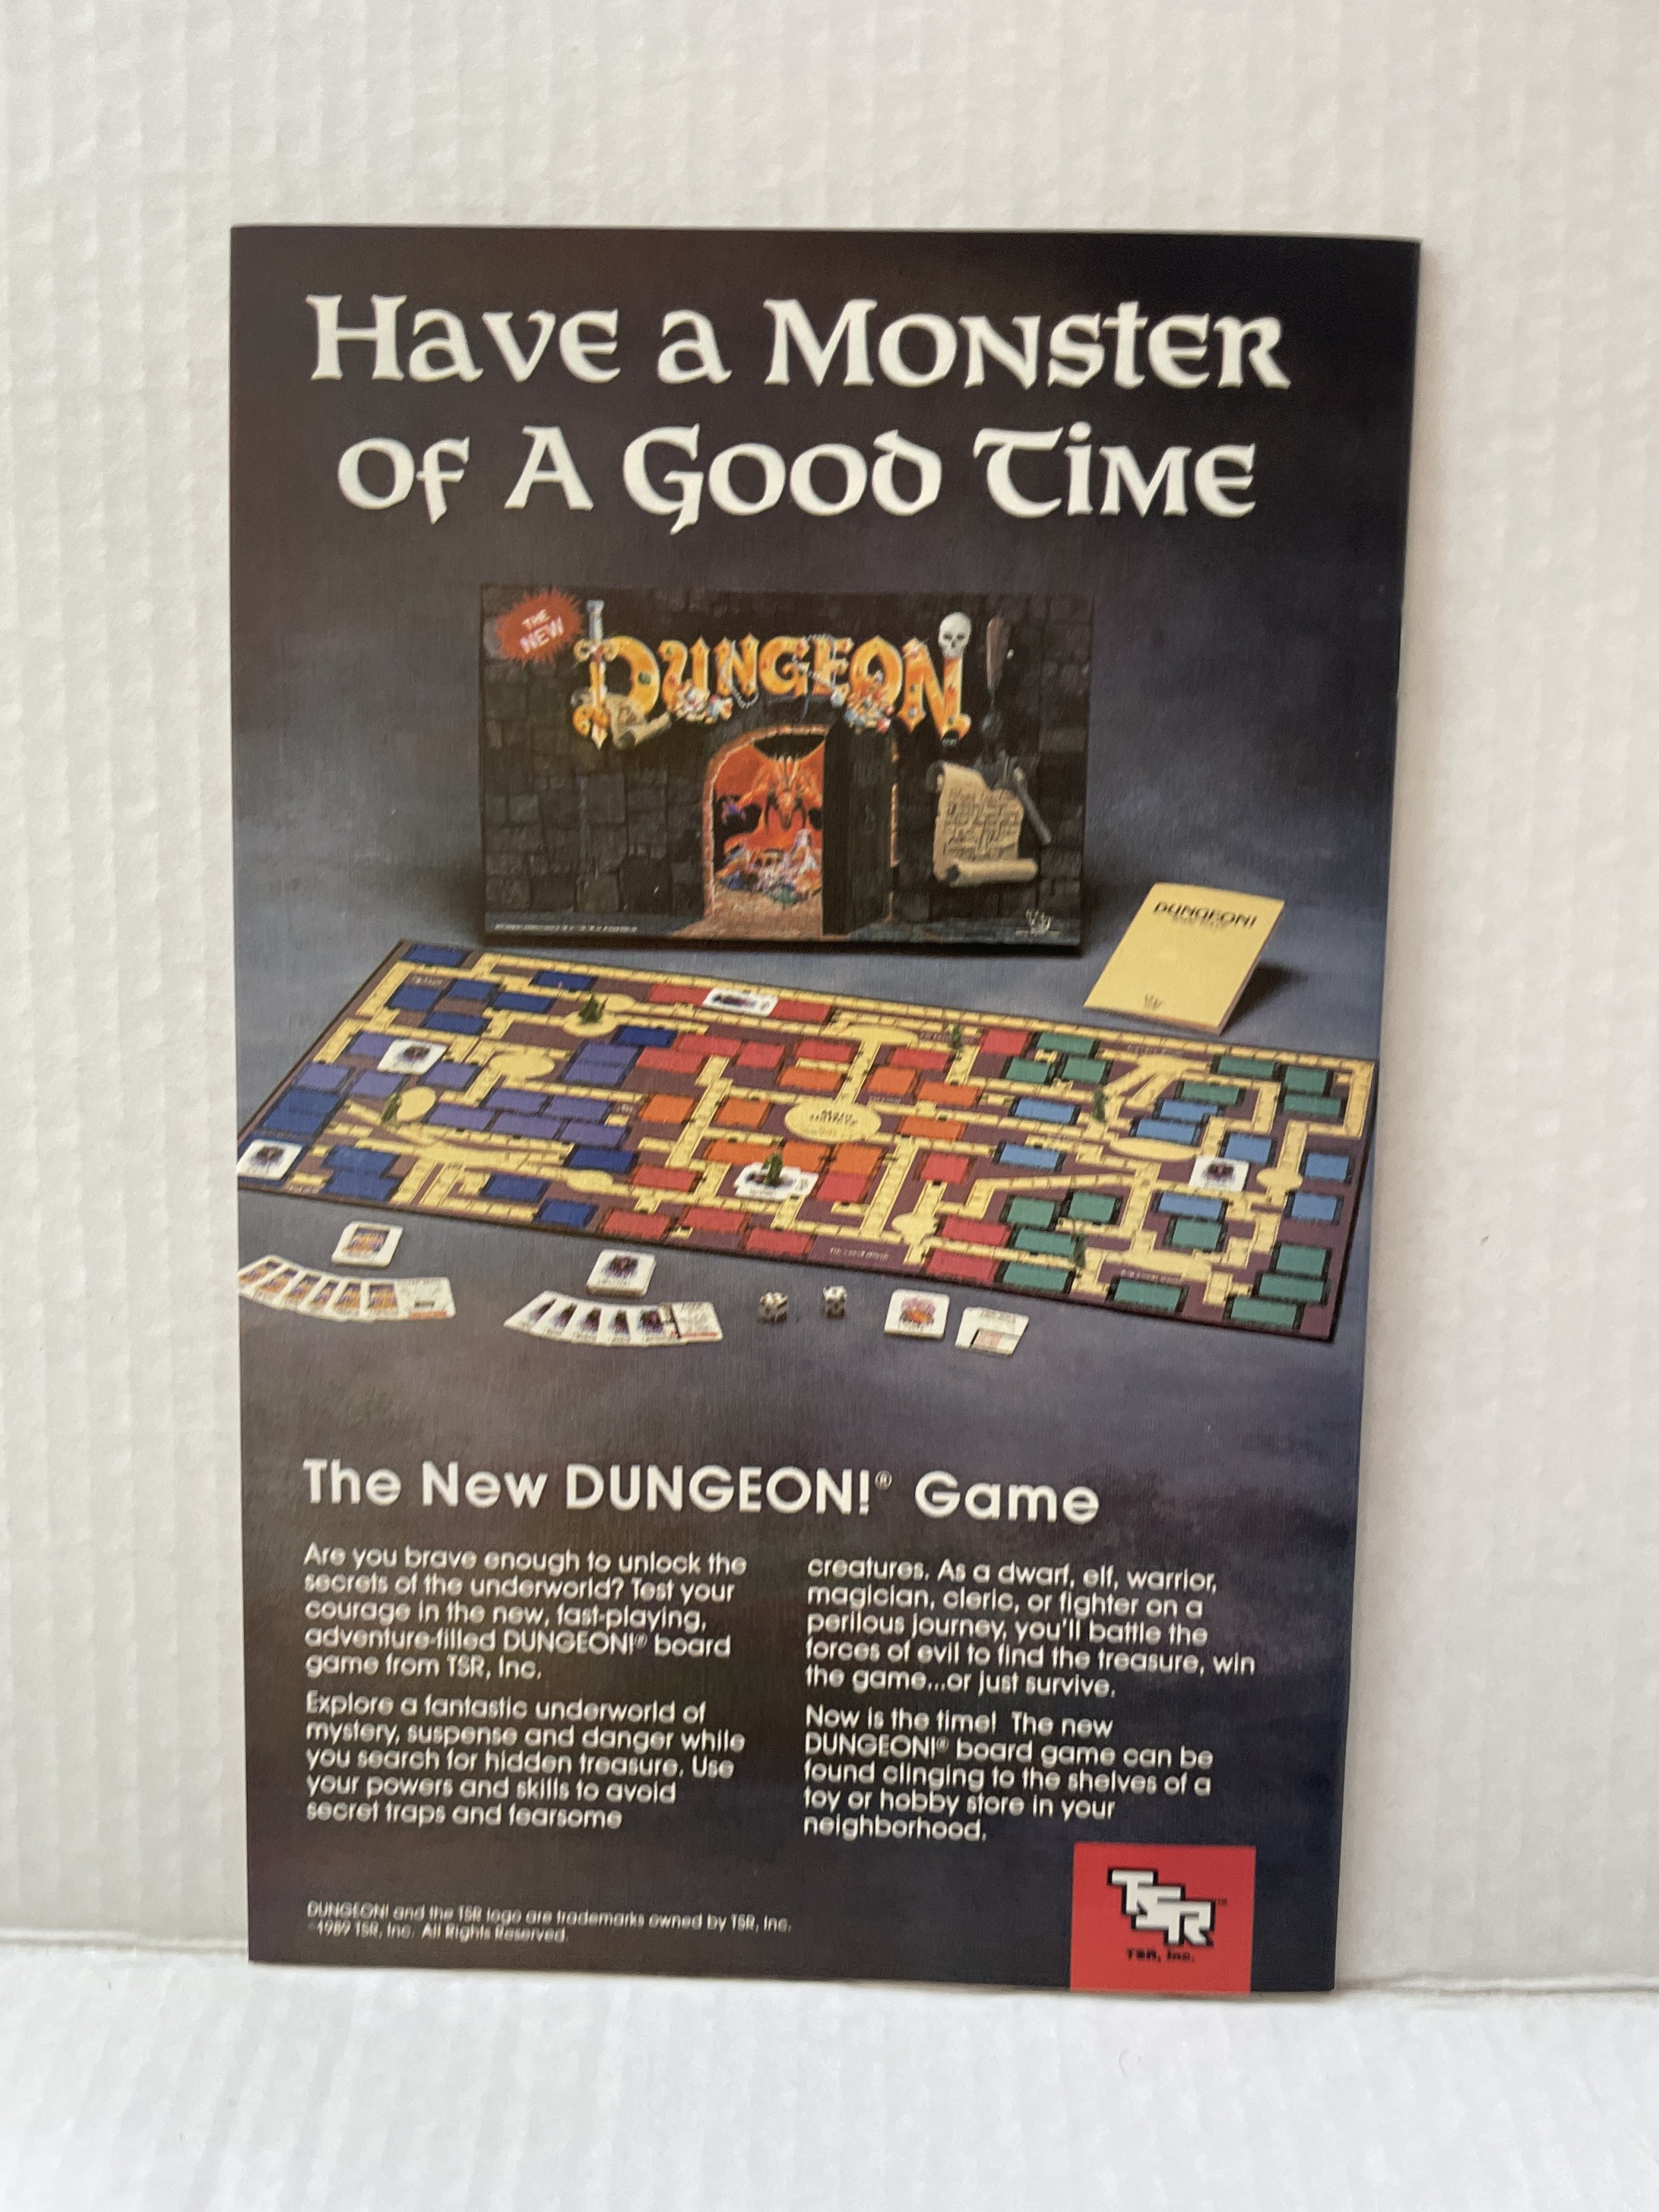 Have a Monster
of A Good Time
THE
NEW
DUNGEON
DUNGEON!
The New DUNGEON!® Game
Are you brave enough to unlock the
secrets of the underworld? Test your
courage in the new, fast-playing,
adventure-filled DUNGEON!® board
game from TSR, Inc.
Explore a fantastic underworld of
mystery, suspense and danger while
you search for hidden treasure. Use
your powers and skills to avoid
secret traps and fearsome
creatures. As a dwarf, elf, warrior,
magician, cleric, or fighter on a
perilous journey, you'll battle the
forces of evil to find the treasure, win
the game...or just survive.
Now is the time! The new
DUNGEON!® board game can be
found clinging to the shelves of a
toy or hobby store in your
neighborhood.
DUNGEON! and the TSR logo are trademarks owned by TSR, Inc.
©1989 TSR, Inc. All Rights Reserved.
TSR™
TSR, Inc.